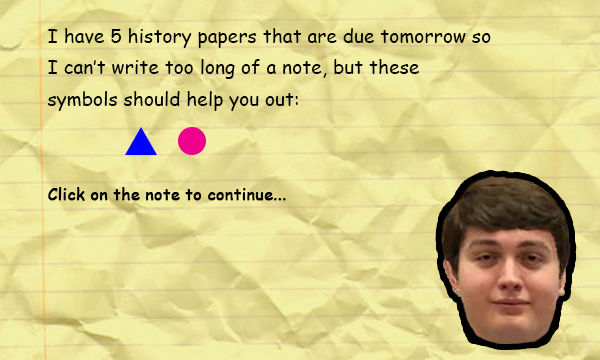 I have 5 history papers that are due tomorrow so
I can't write too long of a note, but these
symbols should help you out:
Click on the note to continue...